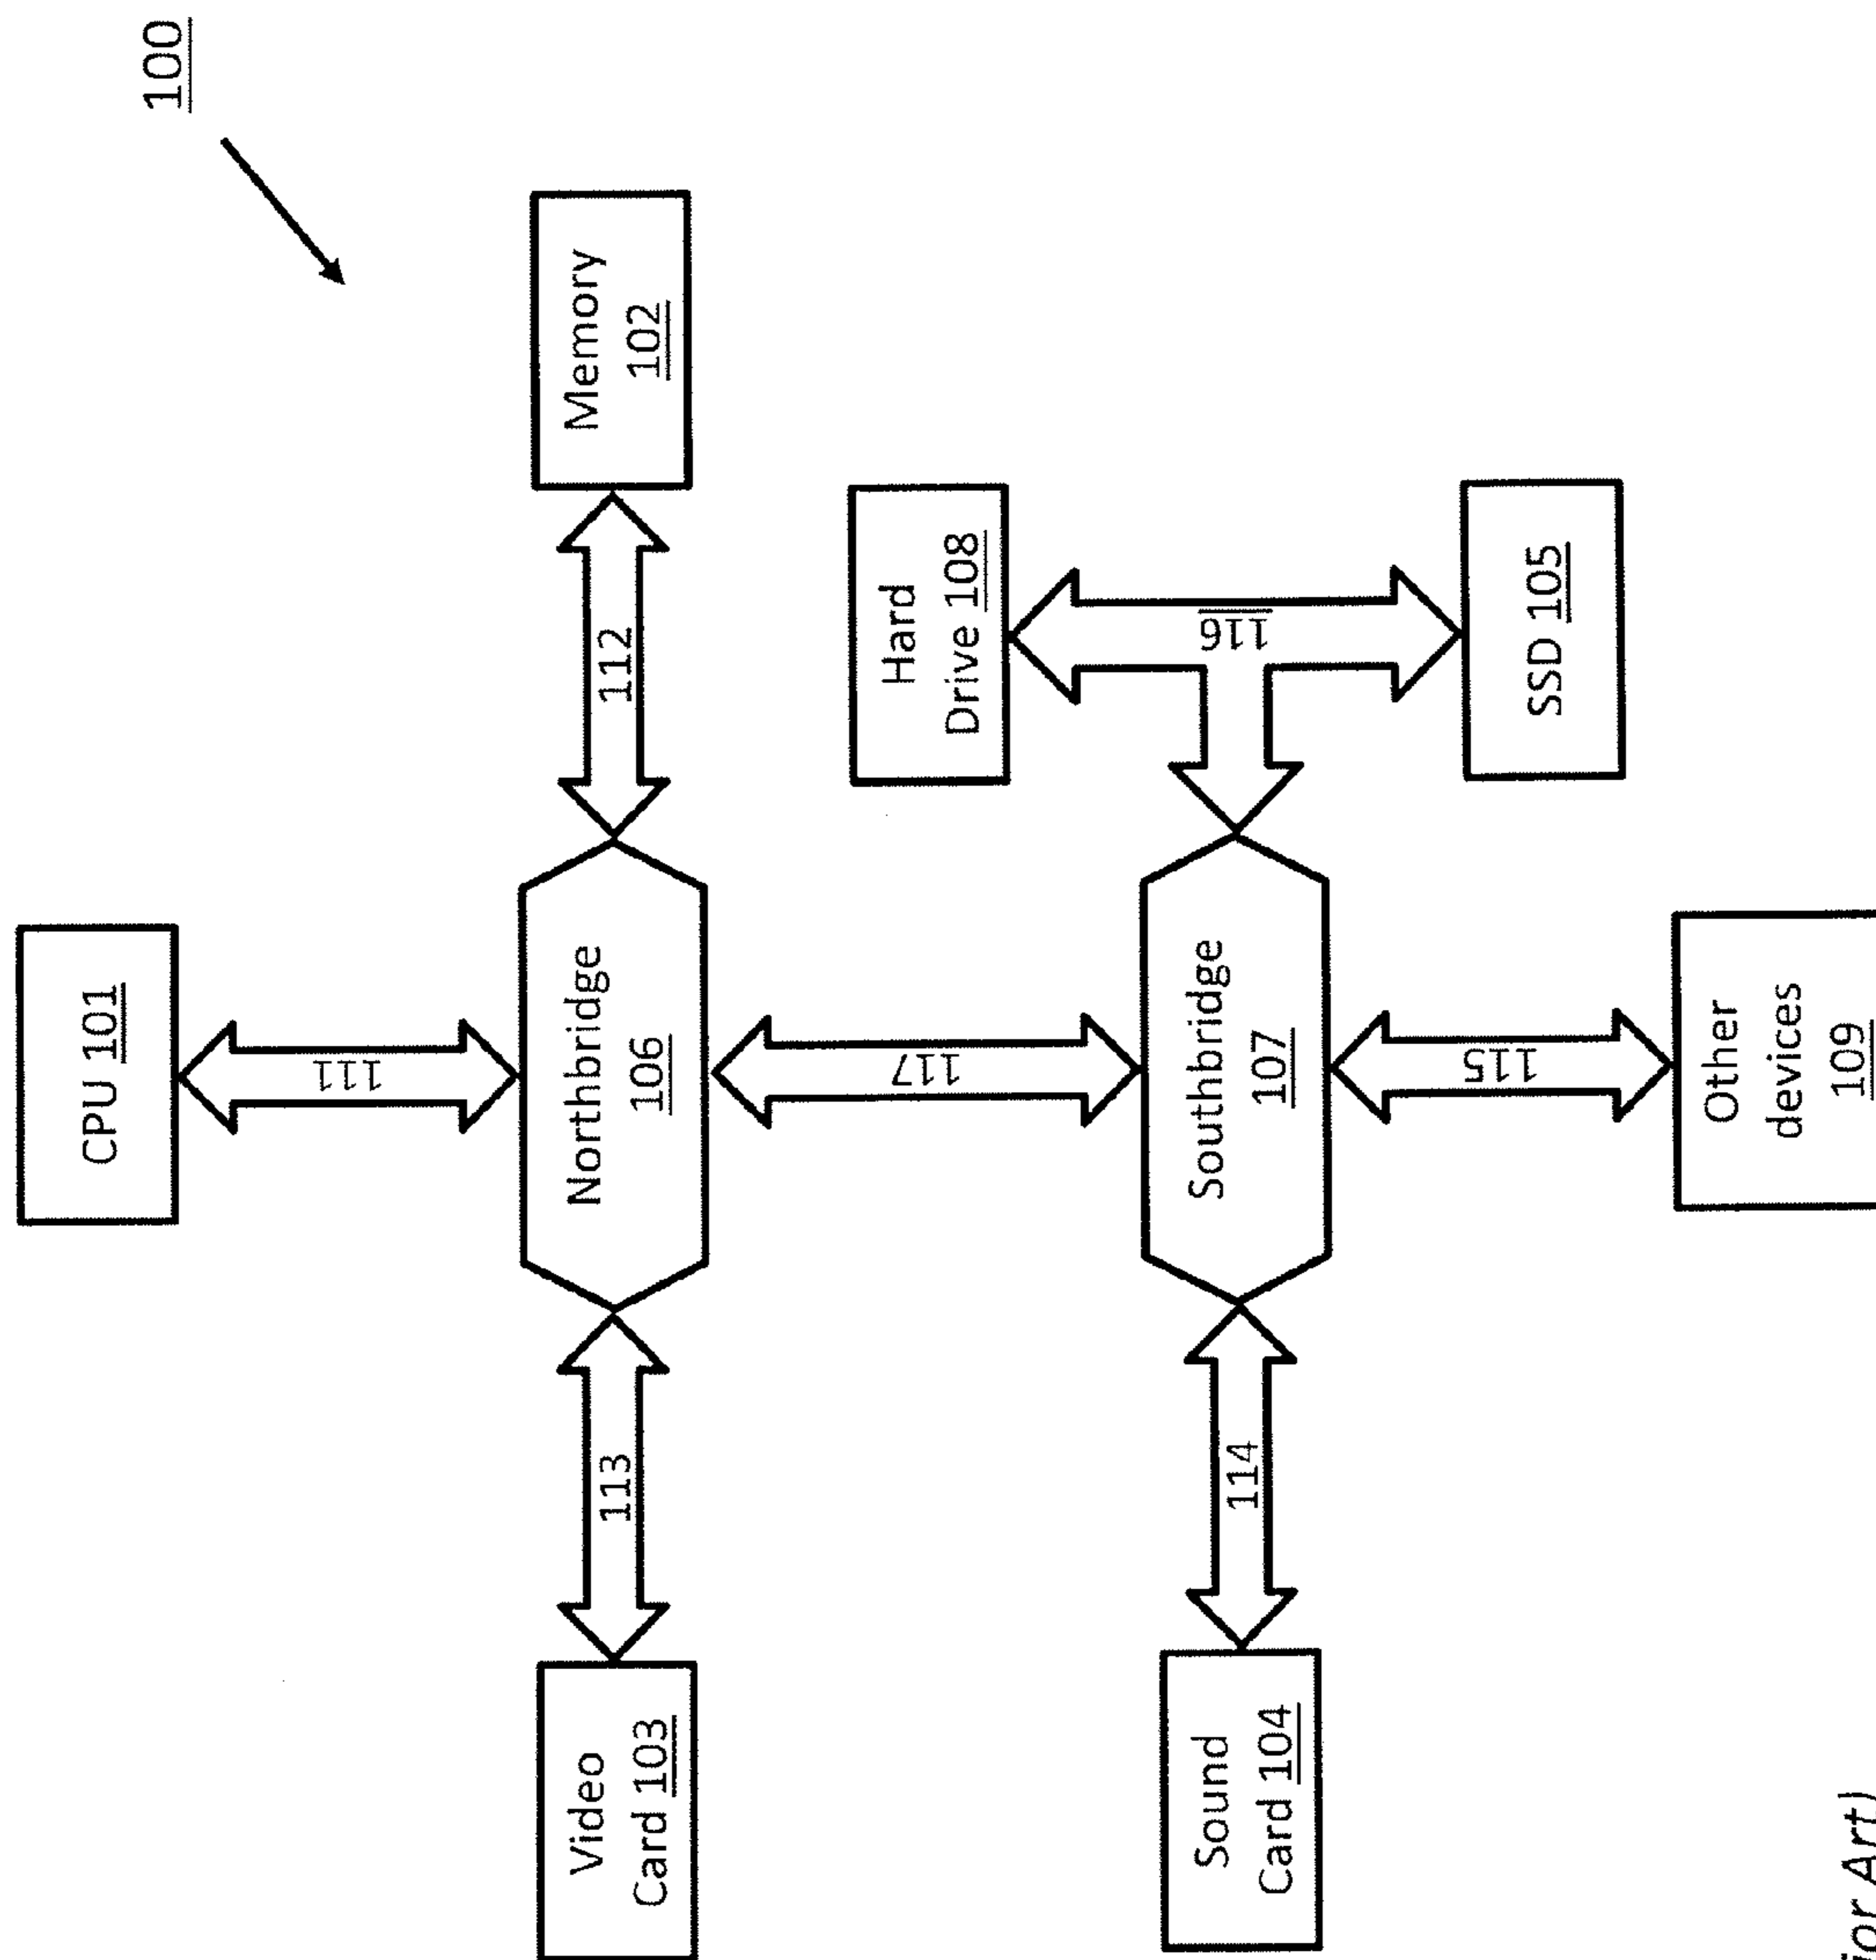 100
CPU 101
111
Video
Card 103
113
Northbridge
106
112
Memory
102
117
Hard
Drive 108
Sound
Card 104
114
Southbridge
107
116
SSD 105
115
Other
devices
109
Art)